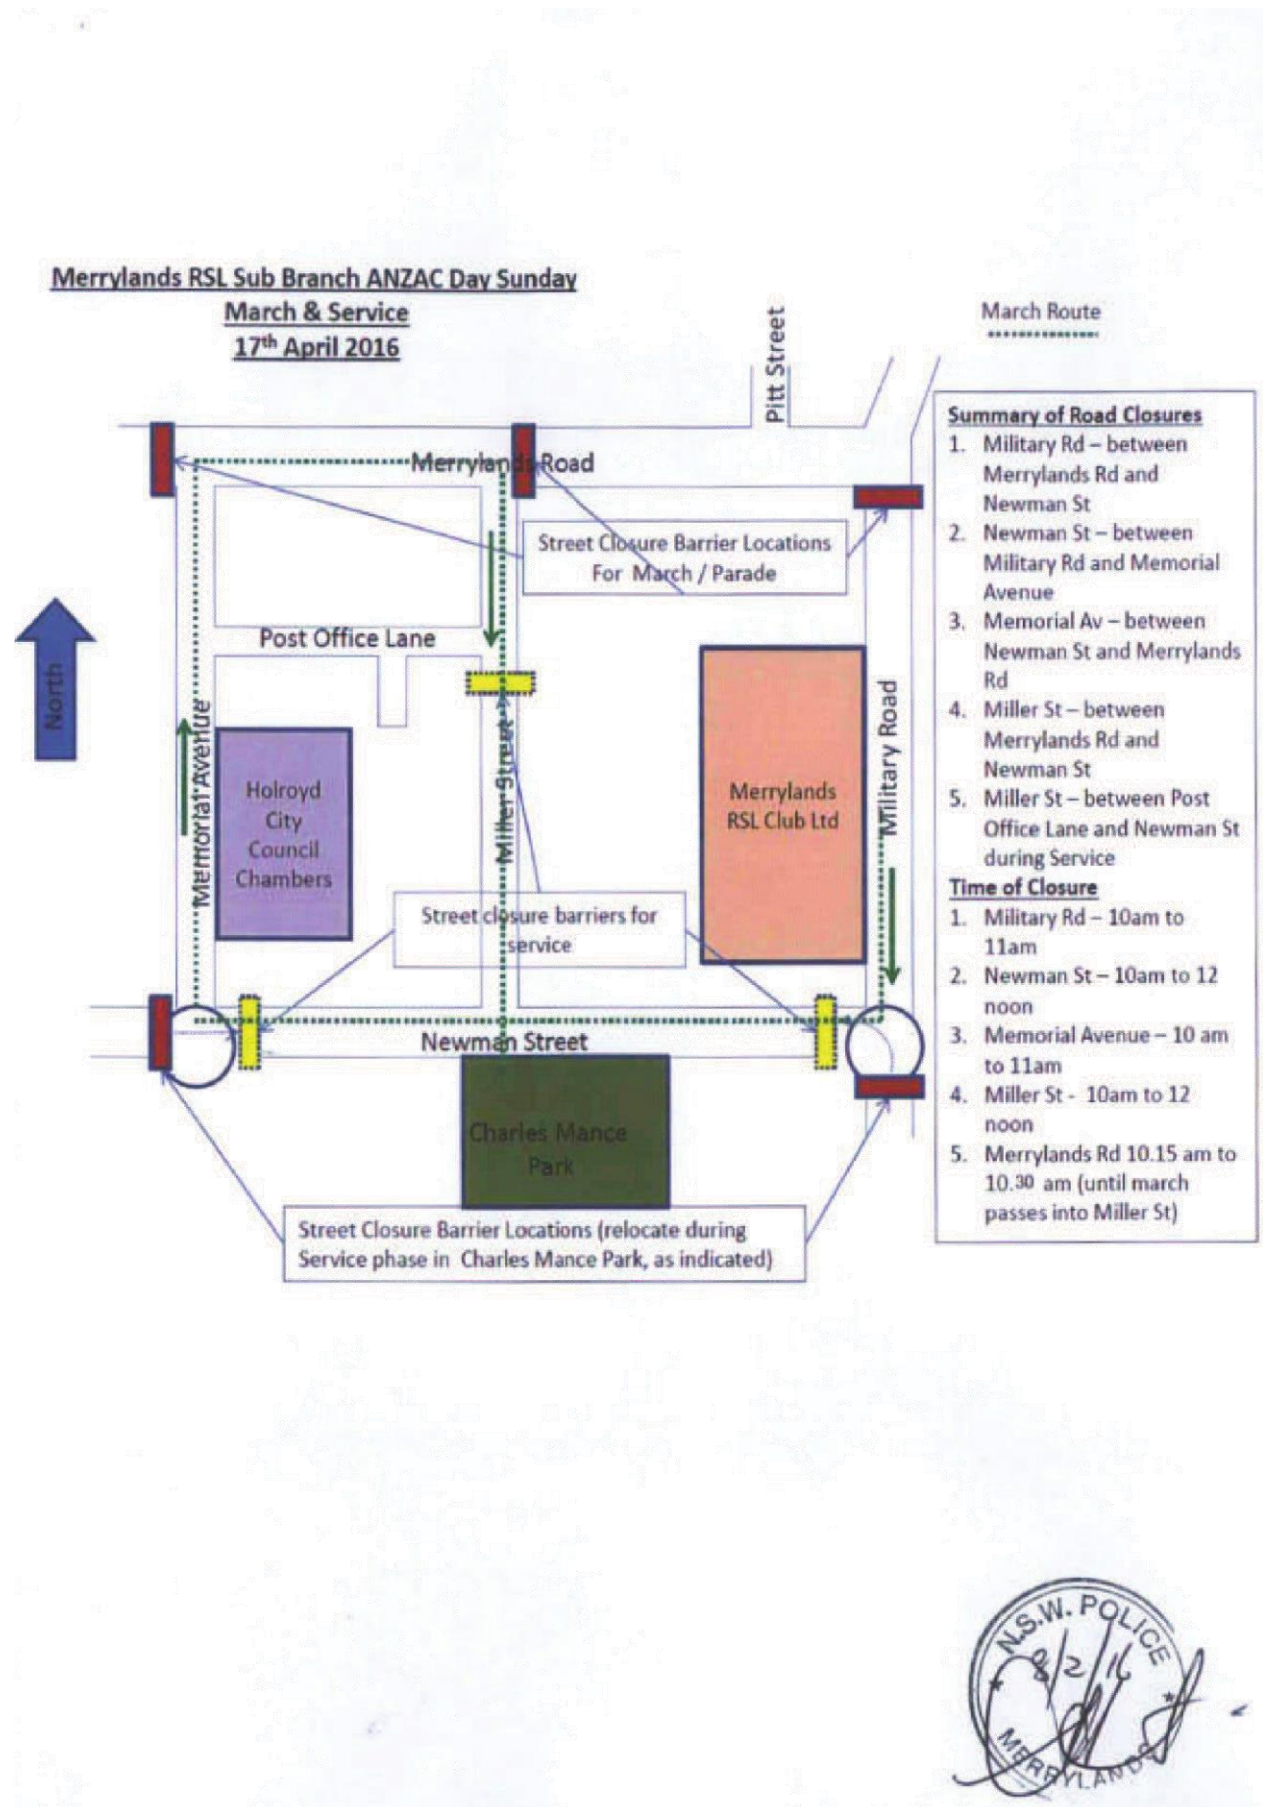 Merrylands RSL Sub Branch ANZAC Day Sunday
March & Service
17th April 2016
March Route
Pitt Street
Merrylands Road
Street Closure Barrier Locations
For March / Parade
Post Office Lane
North
Memorial Avenue
Miller Street
Military Road
Holroyd
City
Council
Chambers
Merrylands
RSL Club Ltd
Street closure barriers for
service
Newman Street
Charles Mance
Park
Street Closure Barrier Locations (relocate during
Service phase in Charles Mance Park, as indicated)
Summary of Road Closures
1. Military Rd – between
Merrylands Rd and
Newman St
2. Newman St – between
Military Rd and Memorial
Avenue
3. Memorial Av – between
Newman St and Merrylands
Rd
4. Miller St – between
Merrylands Rd and
Newman St
5. Miller St – between Post
Office Lane and Newman St
during Service
Time of Closure
1. Military Rd – 10am to
11am
2. Newman St – 10am to 12
noon
3. Memorial Avenue – 10 am
to 11am
4. Miller St - 10am to 12
noon
5. Merrylands Rd 10.15 am to
10.30 am (until march
passes into Miller St)
N.S.W. POLICE
8/2/16
MERRYLANDS